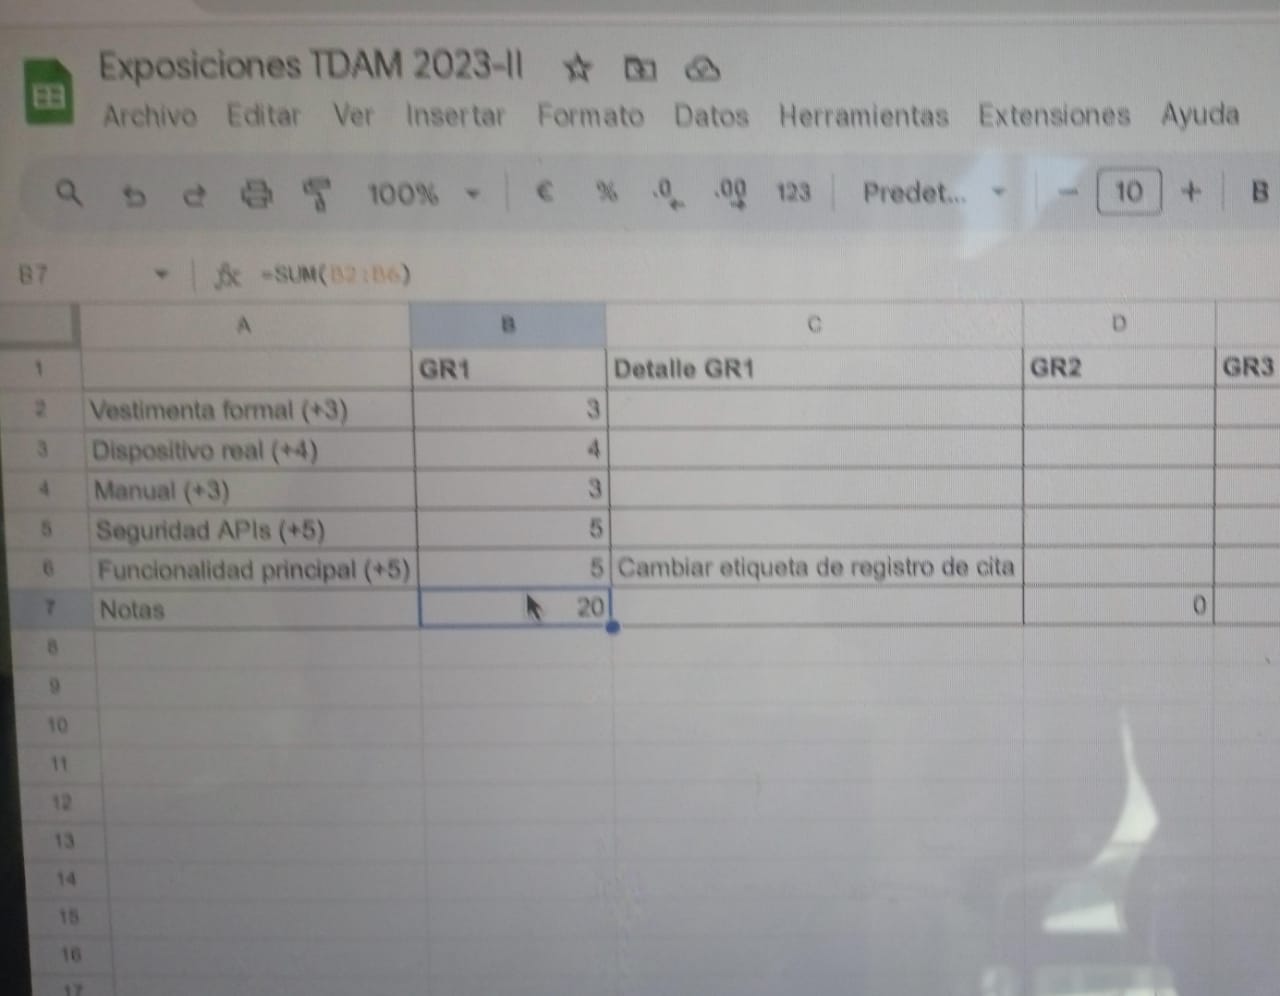 Exposiciones TDAM 2023-II
Archivo Editar Ver Insertar Formato Datos Herramientas Extensiones Ayuda
100% € % .0 .00 123 Predet... - 10 + B
B7 fx =SUM(B2:B6)
A B C D
1 GR1 Detalle GR1 GR2 GR3
2 Vestimenta formal (+3) 3
3 Dispositivo real (+4) 4
4 Manual (+3) 3
5 Seguridad APIs (+5) 5
6 Funcionalidad principal (+5) 5 Cambiar etiqueta de registro de cita
7 Notas 20 0
8
9
10
11
12
13
14
15
16
17